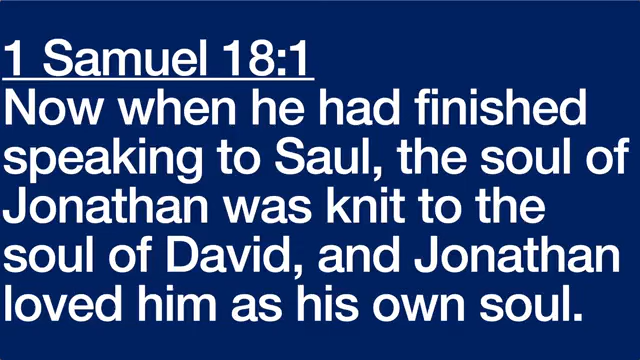 1 Samuel 18:1
Now when he had finished
speaking to Saul, the soul of
Jonathan was knit to the
soul of David, and Jonathan
loved him as his own soul.